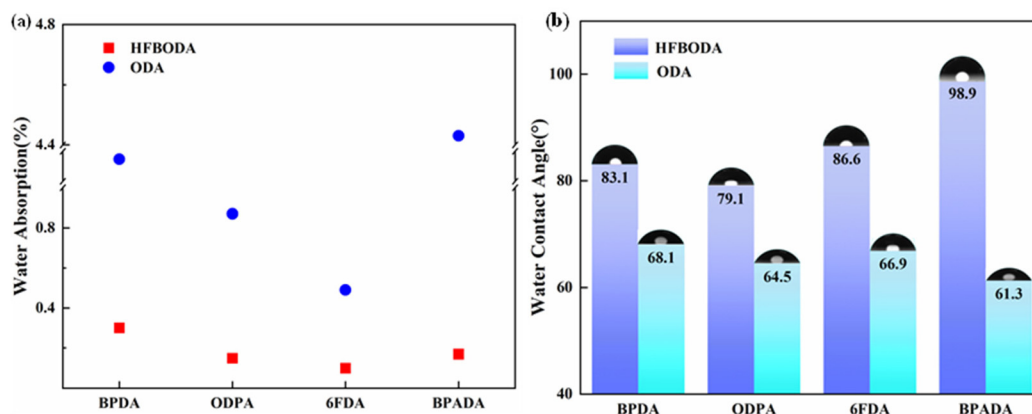 (a)
4.8
4.4
0.8
0.4
Water Absorption(%)
HFBODA
ODA
BPDA ODPA 6FDA BPADA
(b)
100
80
60
40
Water Contact Angle(°)
HFBODA
ODA
83.1
68.1
79.1
64.5
86.6
66.9
98.9
61.3
BPDA ODPA 6FDA BPADA